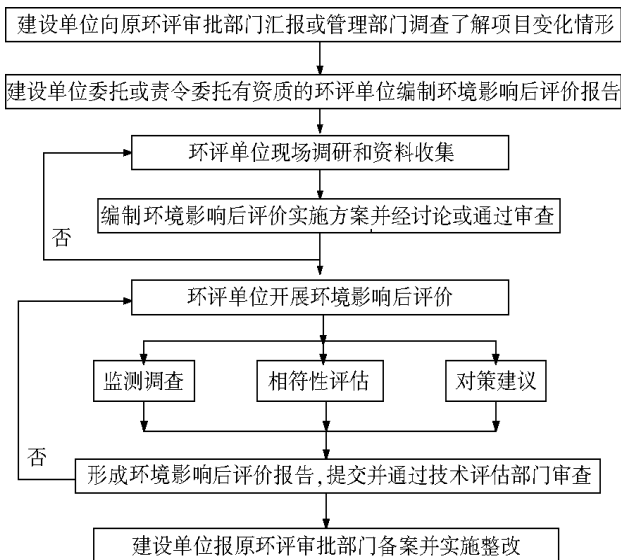 建设单位向原环评审批部门汇报或管理部门调查了解项目变化情形
建设单位委托或责令委托有资质的环评单位编制环境影响后评价报告
环评单位现场调研和资料收集
编制环境影响后评价实施方案并经讨论或通过审查
否
环评单位开展环境影响后评价
监测调查
相符性评估
对策建议
否
形成环境影响后评价报告,提交并通过技术评估部门审查
建设单位报原环评审批部门备案并实施整改